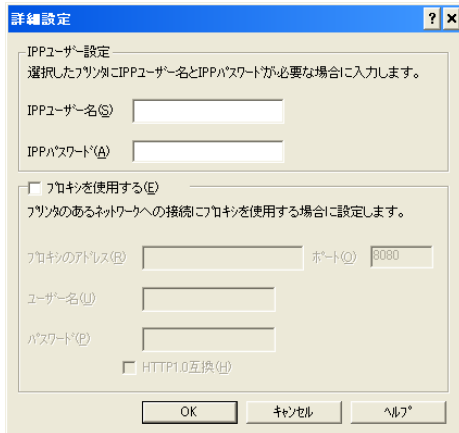 詳細設定
IPPユーザー設定
選択したプリンタにIPPユーザー名とIPPパスワードが必要な場合に入力します。
IPPユーザー名(S)
IPPパスワード(A)
プロキシを使用する(E)
プリンタのあるネットワークへの接続にプロキシを使用する場合に設定します。
プロキシのアドレス(R) ポート(O) 8080
ユーザー名(U)
パスワード(P)
HTTP1.0互換(H)
OK キャンセル ヘルプ